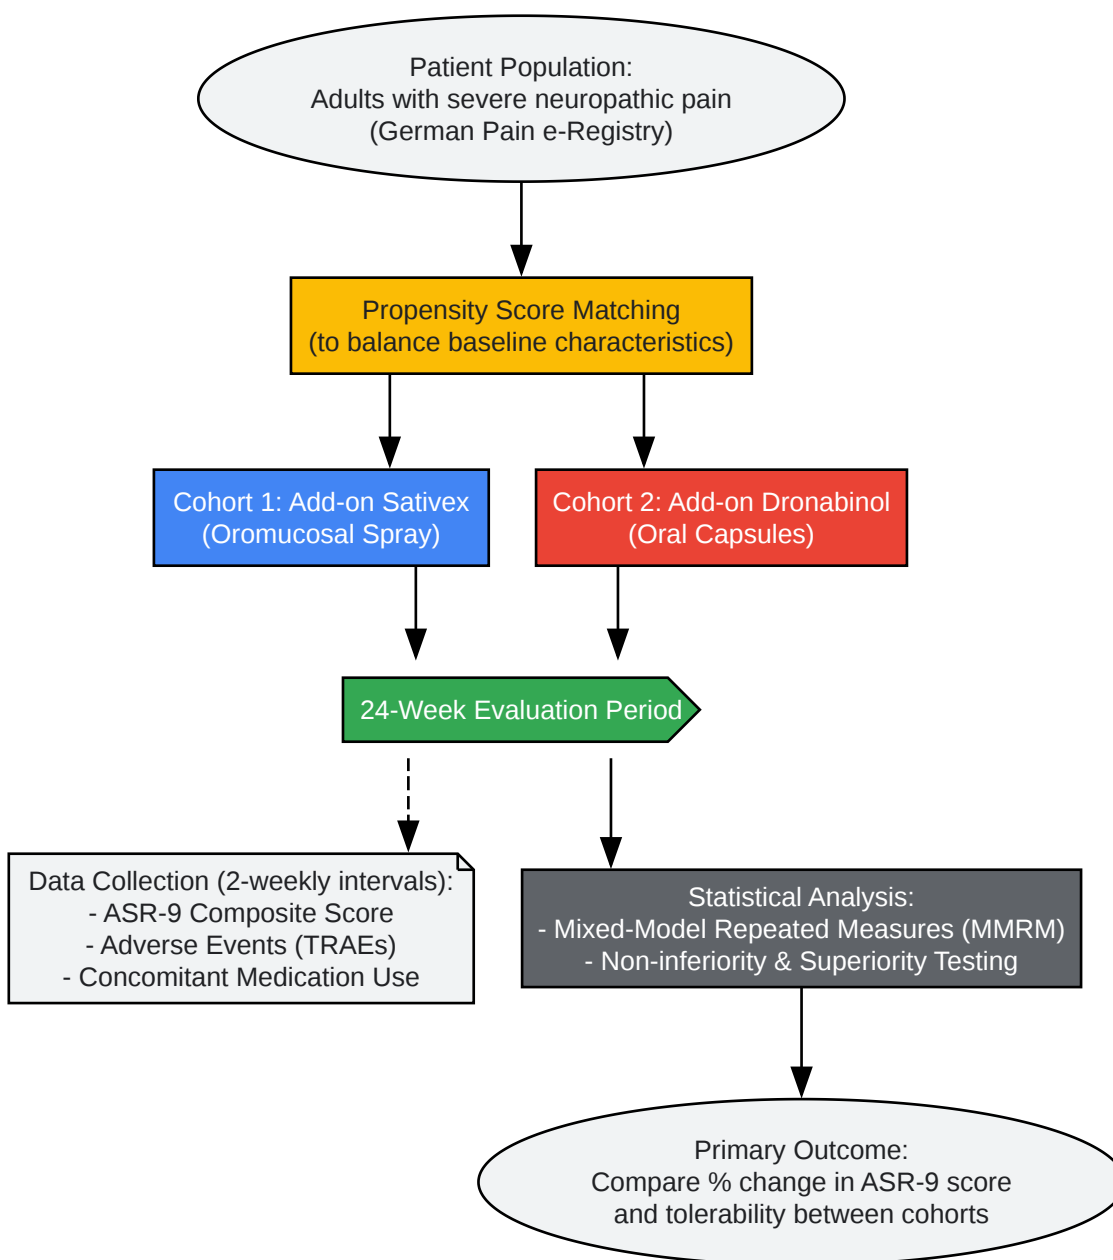 Patient Population:
Adults with severe neuropathic pain
(German Pain e-Registry)
Propensity Score Matching
(to balance baseline characteristics)
Cohort 1: Add-on Sativex
(Oromucosal Spray)
Cohort 2: Add-on Dronabinol
(Oral Capsules)
24-Week Evaluation Period
Data Collection (2-weekly intervals):
- ASR-9 Composite Score
- Adverse Events (TRAEs)
- Concomitant Medication Use
Statistical Analysis:
- Mixed-Model Repeated Measures (MMRM)
- Non-inferiority & Superiority Testing
Primary Outcome:
Compare % change in ASR-9 score
and tolerability between cohorts